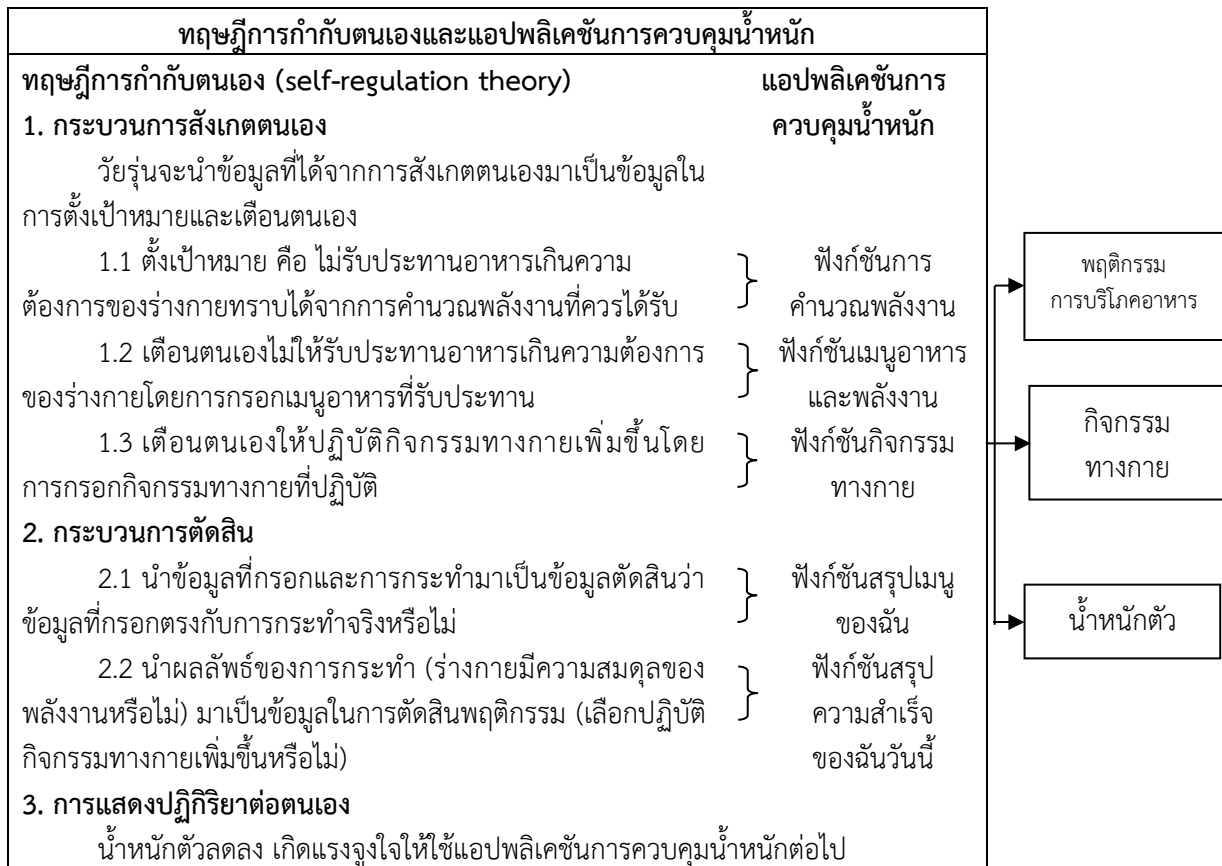 ทฤษฎีการกำกับตนเองและแอปพลิเคชันการควบคุมน้ำหนัก
ทฤษฎีการกำกับตนเอง (self-regulation theory)
แอปพลิเคชันการ
ควบคุมน้ำหนัก
1. กระบวนการสังเกตตนเอง
วัยรุ่นจะนำข้อมูลที่ได้จากการสังเกตตนเองมาเป็นข้อมูลใน
การตั้งเป้าหมายและเตือนตนเอง
1.1 ตั้งเป้าหมาย คือ ไม่รับประทานอาหารเกินความ
ต้องการของร่างกายทราบได้จากการคำนวณพลังงานที่ควรได้รับ
ฟังก์ชันการ
คำนวณพลังงาน
1.2 เตือนตนเองไม่ให้รับประทานอาหารเกินความต้องการ
ของร่างกายโดยการกรอกเมนูอาหารที่รับประทาน
ฟังก์ชันเมนูอาหาร
และพลังงาน
1.3 เตือนตนเองให้ปฏิบัติกิจกรรมทางกายเพิ่มขึ้นโดย
การกรอกกิจกรรมทางกายที่ปฏิบัติ
ฟังก์ชันกิจกรรม
ทางกาย
2. กระบวนการตัดสิน
2.1 นำข้อมูลที่กรอกและการกระทำมาเป็นข้อมูลตัดสินว่า
ข้อมูลที่กรอกตรงกับการกระทำจริงหรือไม่
ฟังก์ชันสรุปเมนู
ของฉัน
2.2 นำผลลัพธ์ของการกระทำ (ร่างกายมีความสมดุลของ
พลังงานหรือไม่) มาเป็นข้อมูลในการตัดสินพฤติกรรม (เลือกปฏิบัติ
กิจกรรมทางกายเพิ่มขึ้นหรือไม่)
ฟังก์ชันสรุป
ความสำเร็จ
ของฉันวันนี้
3. การแสดงปฏิกิริยาต่อตนเอง
น้ำหนักตัวลดลง เกิดแรงจูงใจให้ใช้แอปพลิเคชันการควบคุมน้ำหนักต่อไป
พฤติกรรม
การบริโภคอาหาร
กิจกรรม
ทางกาย
น้ำหนักตัว